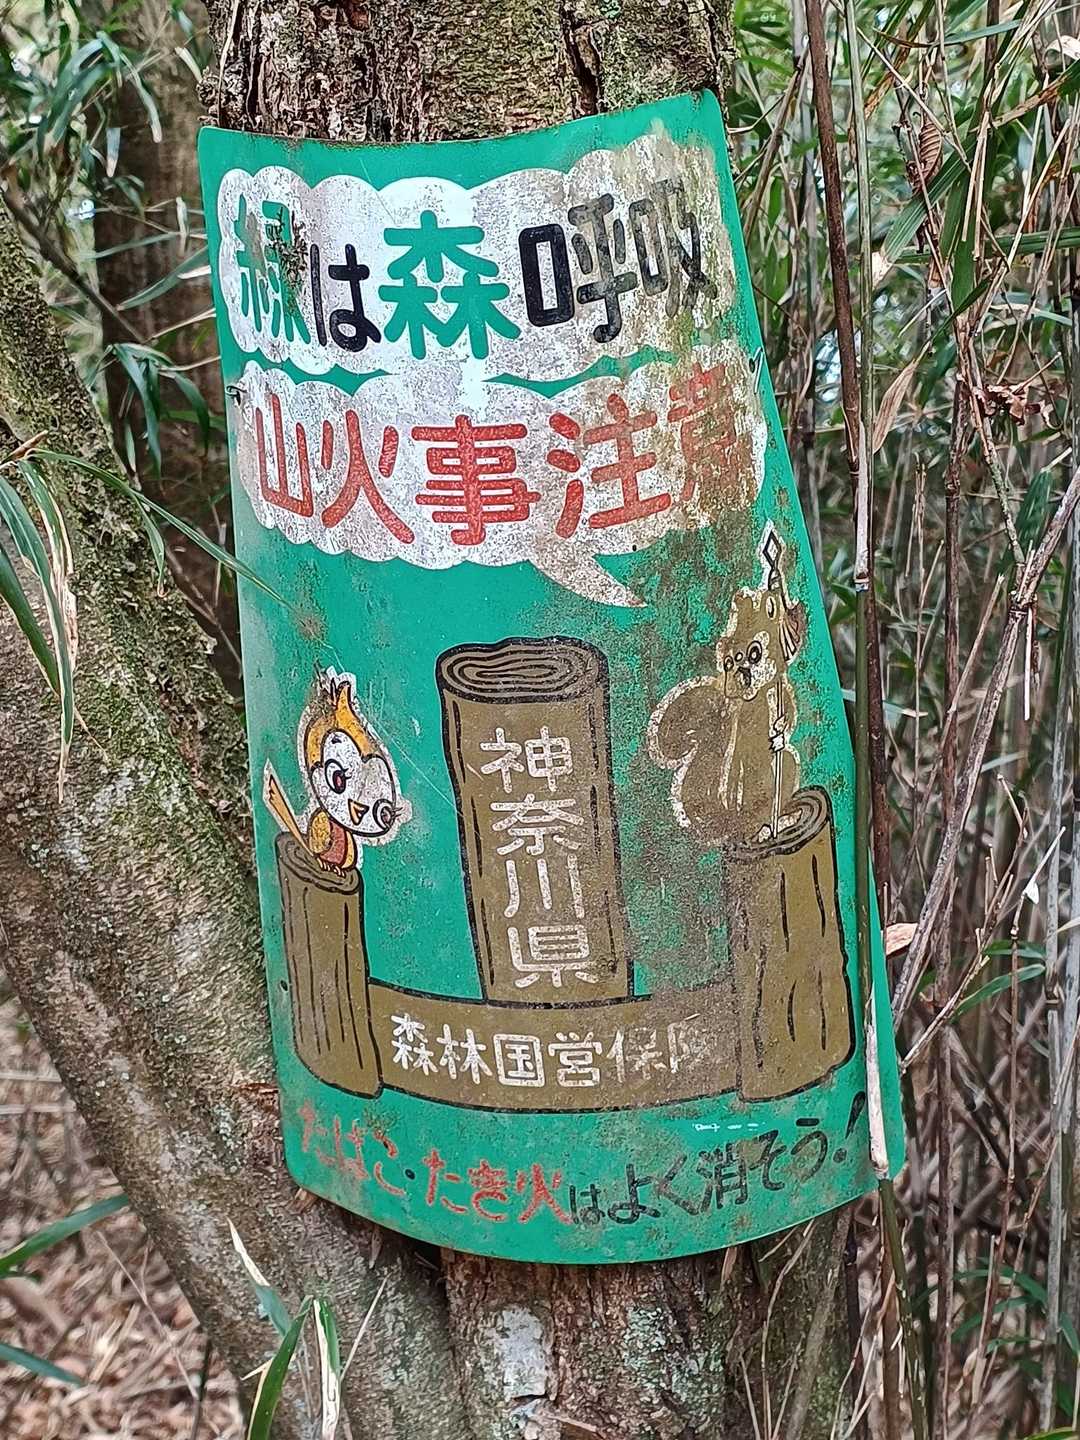 緑は森呼吸
山火事注意
神奈川県
森林国営保険
たばこ・たき火はよく消そう!